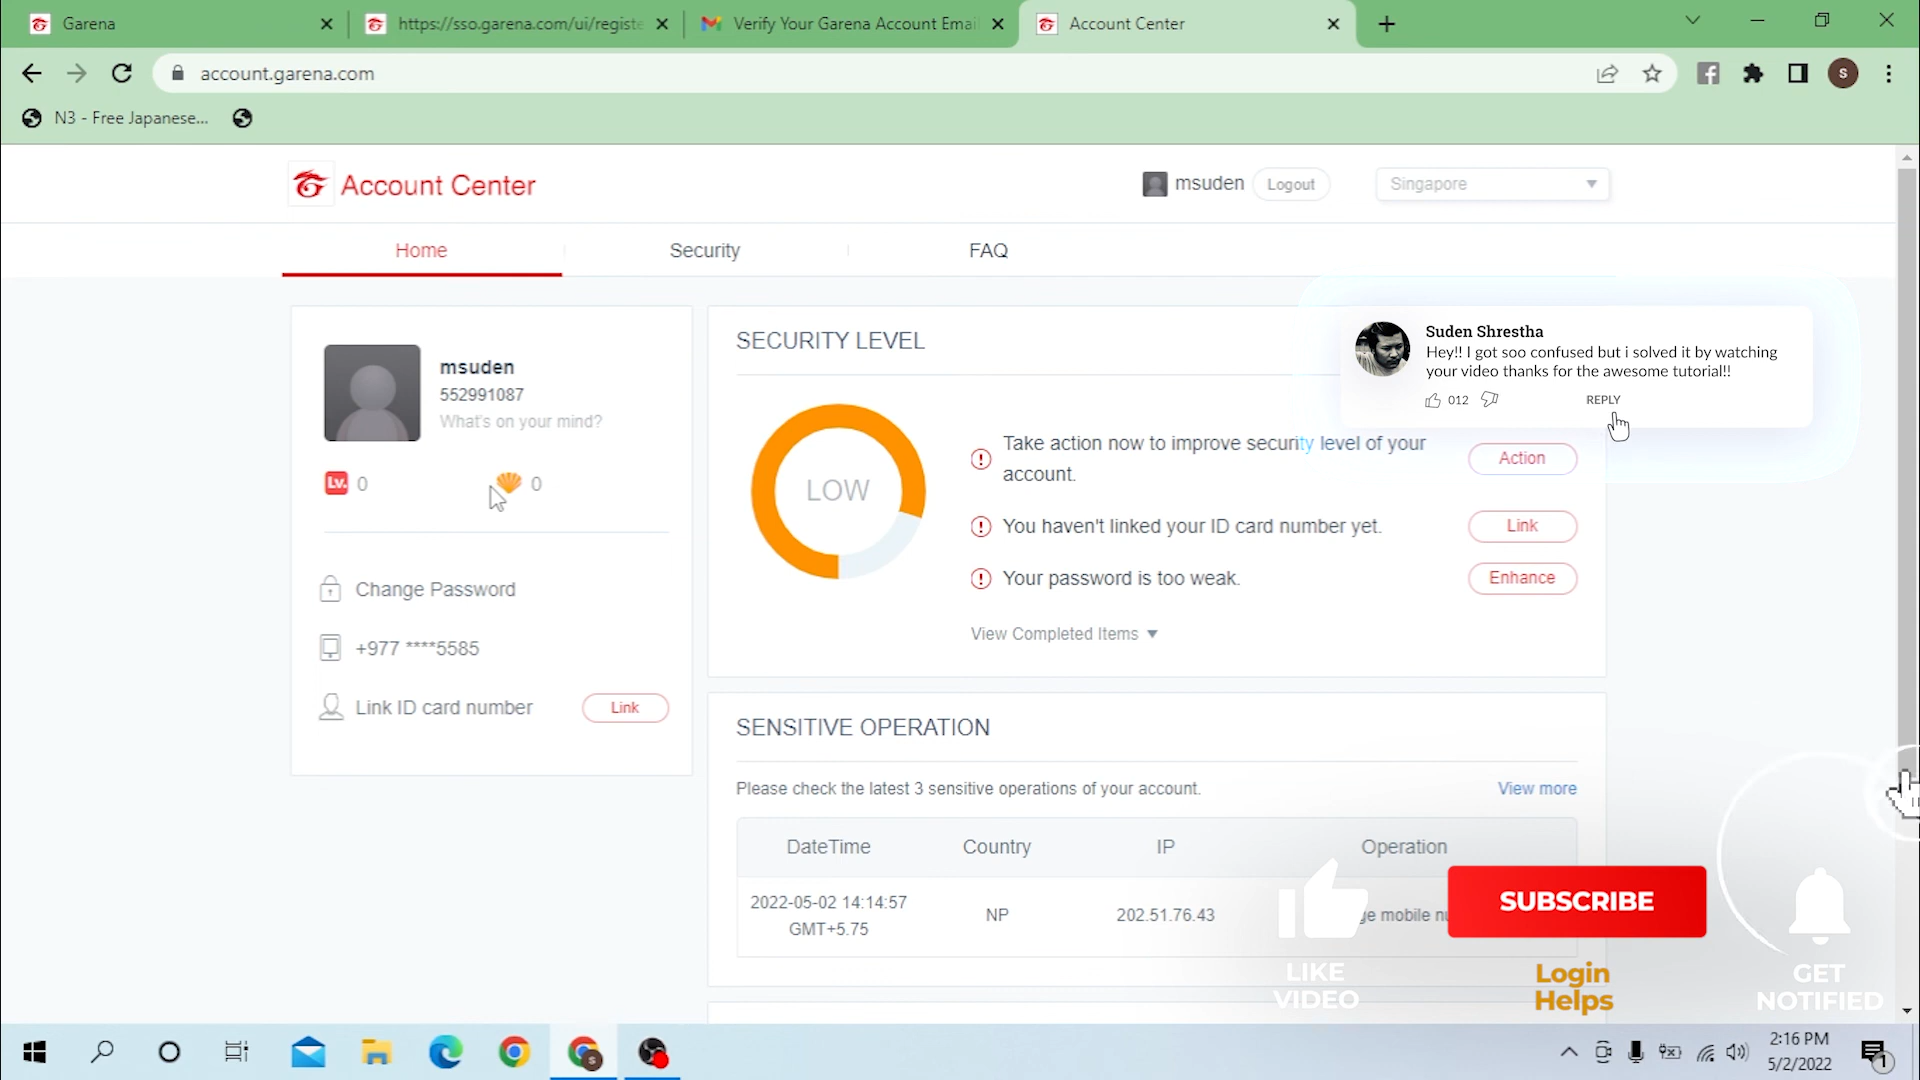 Garena
https://sso.garena.com/ui/registe
Verify Your Garena Account Email
Account Center
account.garena.com
S
N3 - Free Japanese...
Account Center
msuden
Logout
Singapore
Home
Security
FAQ
msuden
552991087
What's on your mind?
Lv. 0
0
Change Password
+977 ****5585
Link ID card number
Link
SECURITY LEVEL
LOW
Take action now to improve security level of your
account.
Action
You haven't linked your ID card number yet.
Link
Your password is too weak.
Enhance
View Completed Items
Suden Shrestha
Hey!! I got soo confused but i solved it by watching
your video thanks for the awesome tutorial!!
012
REPLY
SENSITIVE OPERATION
Please check the latest 3 sensitive operations of your account.
View more
DateTime
Country
IP
Operation
2022-05-02 14:14:57
GMT+5.75
NP
202.51.76.43
mobile
SUBSCRIBE
LIKE
VIDEO
Login
Helps
GET
NOTIFIED
2:16 PM
5/2/2022
1